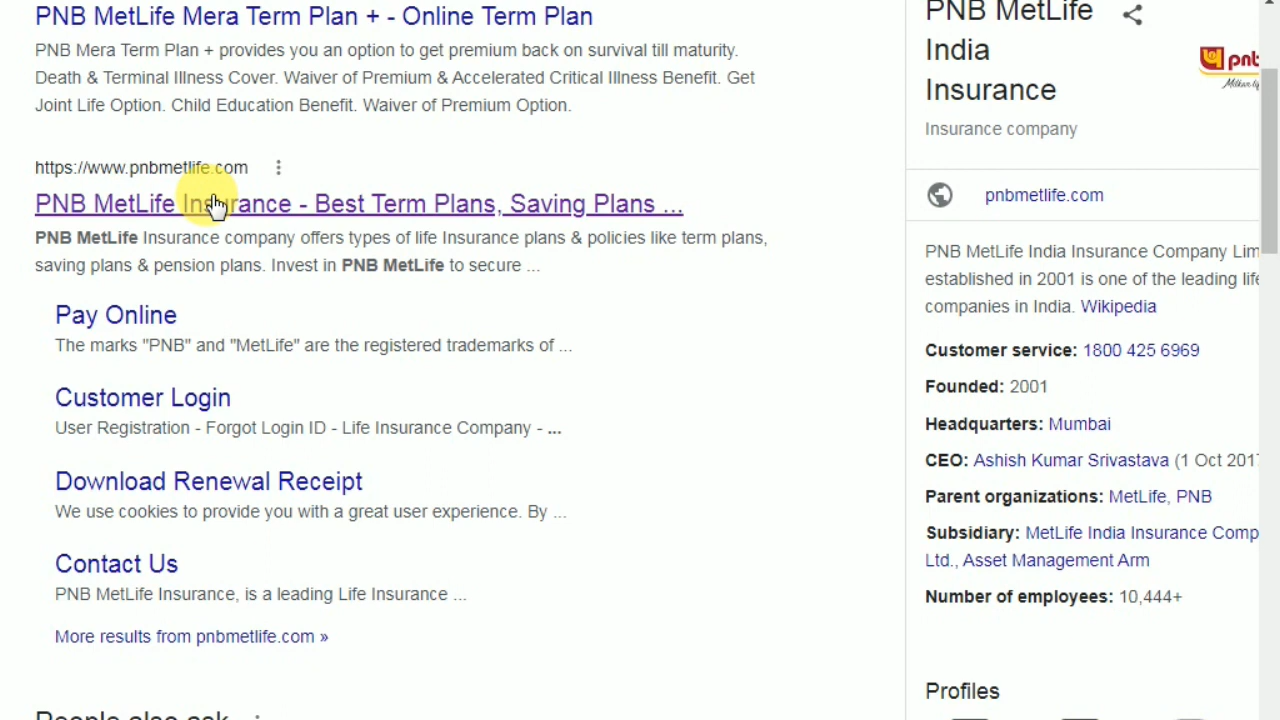 PNB MetLife Mera Term Plan + - Online Term Plan
PNB Mera Term Plan + provides you an option to get premium back on survival till maturity.
Death & Terminal Illness Cover. Waiver of Premium & Accelerated Critical Illness Benefit. Get
Joint Life Option. Child Education Benefit. Waiver of Premium Option.
https://www.pnbmetlife.com
PNB MetLife Insurance - Best Term Plans, Saving Plans ...
PNB MetLife Insurance company offers types of life Insurance plans & policies like term plans,
saving plans & pension plans. Invest in PNB MetLife to secure ...
Pay Online
The marks "PNB" and "MetLife" are the registered trademarks of ...
Customer Login
User Registration - Forgot Login ID - Life Insurance Company - ...
Download Renewal Receipt
We use cookies to provide you with a great user experience. By ...
Contact Us
PNB MetLife Insurance, is a leading Life Insurance ...
More results from pnbmetlife.com »
People also ask
PNB MetLife
India
Insurance
Insurance company
pnb
pnbmetlife.com
PNB MetLife India Insurance Company Lim
established in 2001 is one of the leading life
companies in India. Wikipedia
Customer service: 1800 425 6969
Founded: 2001
Headquarters: Mumbai
CEO: Ashish Kumar Srivastava (1 Oct 2017
Parent organizations: MetLife, PNB
Subsidiary: MetLife India Insurance Comp
Ltd., Asset Management Arm
Number of employees: 10,444+
Profiles